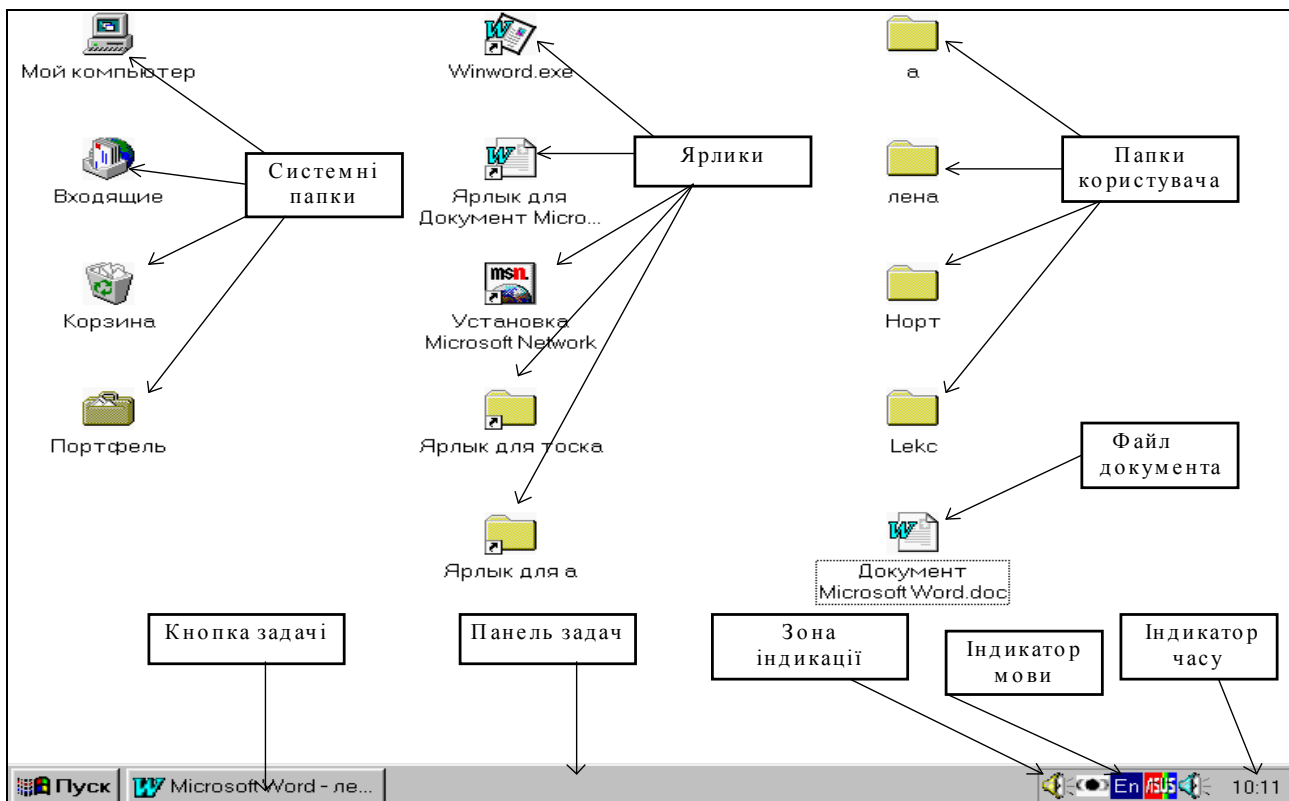 Мой компьютер
Winword.exe
а
Системні
папки
Ярлики
Папки
користувача
Входящие
Ярлык для
Документ Micro...
лена
Корзина
msn.
Установка
Microsoft Network
Норт
Портфель
Ярлык для тоска
Lekc
Файл
документа
Ярлык для а
Документ
Microsoft Word.doc
Кнопка задачі
Панель задач
Зона
індикації
Індикатор
мови
Індикатор
часу
Пуск
Microsoft Word - ле...
En
ASUS
10:11